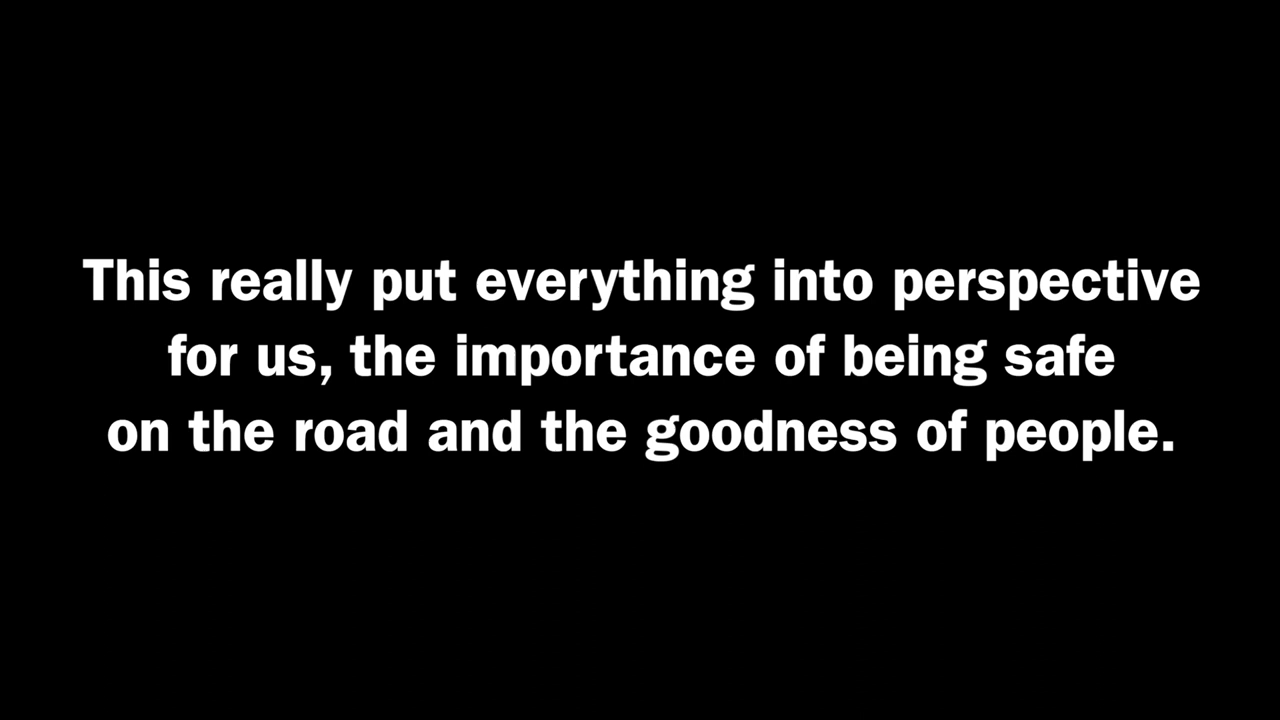 This really put everything into perspective
for us, the importance of being safe
on the road and the goodness of people.